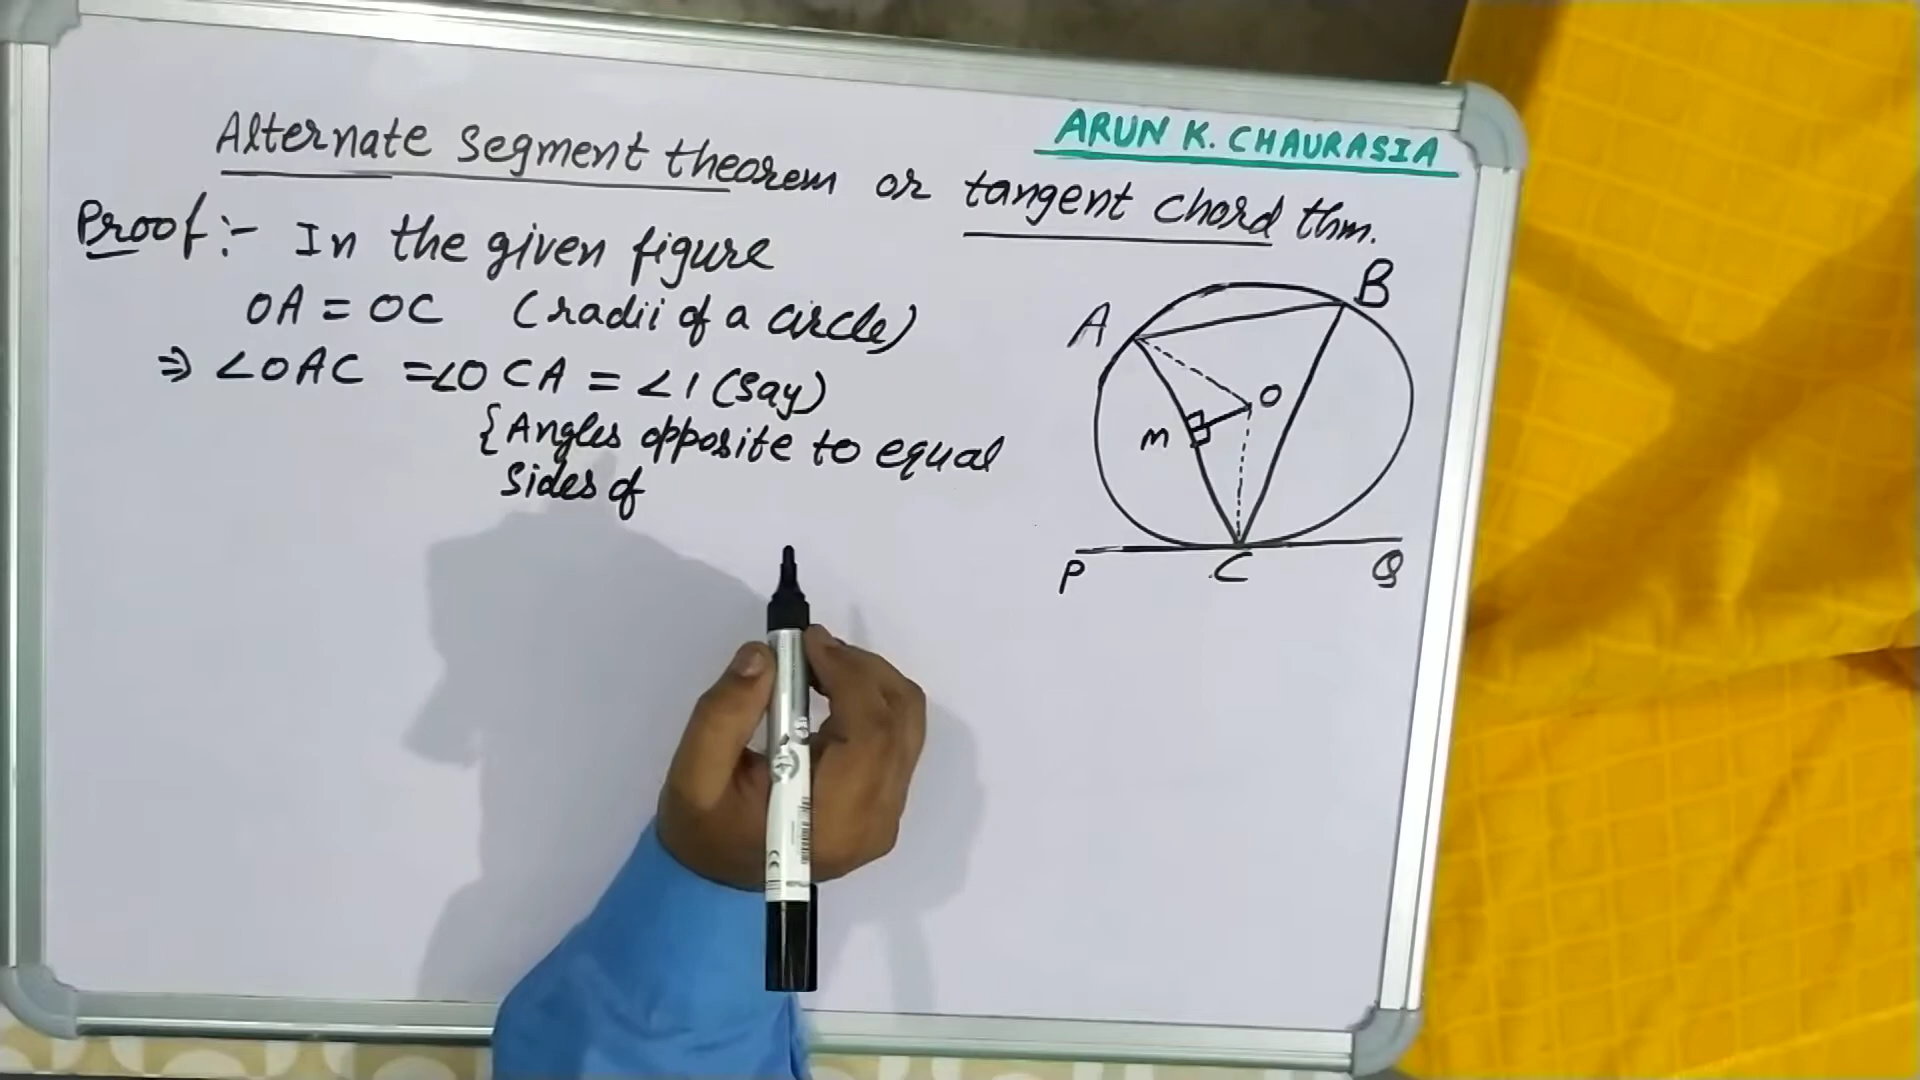 ARUN K. CHAURASIA
Alternate segment theorem or tangent chord thm.
Proof :- In the given figure
OA = OC (radii of a circle)
⇒ ∠OAC =∠OCA = ∠1 (say)
{Angles opposite to equal
sides of
A
B
O
M
P
C
Q